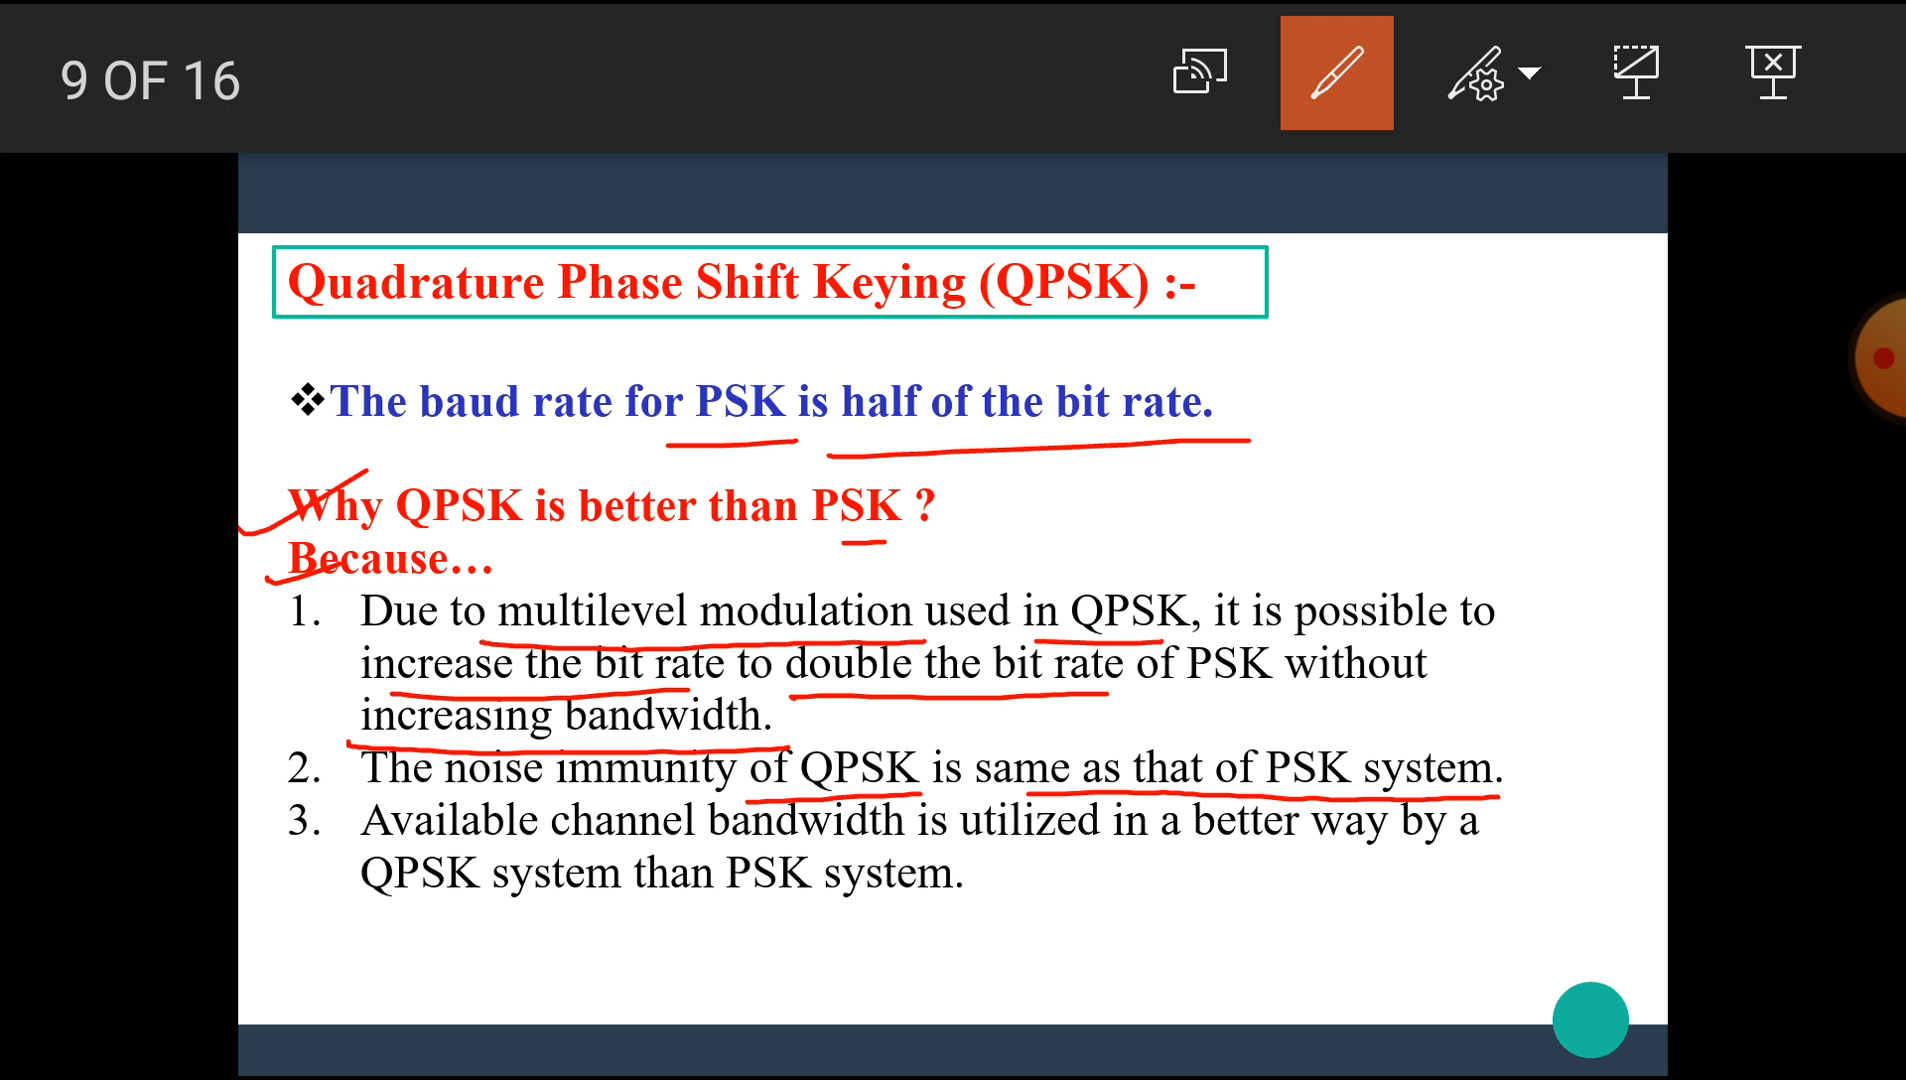 9 OF 16
Quadrature Phase Shift Keying (QPSK) :-
❖The baud rate for PSK is half of the bit rate.
Why QPSK is better than PSK ?
Because…
1. Due to multilevel modulation used in QPSK, it is possible to
increase the bit rate to double the bit rate of PSK without
increasing bandwidth.
2. The noise immunity of QPSK is same as that of PSK system.
3. Available channel bandwidth is utilized in a better way by a
QPSK system than PSK system.